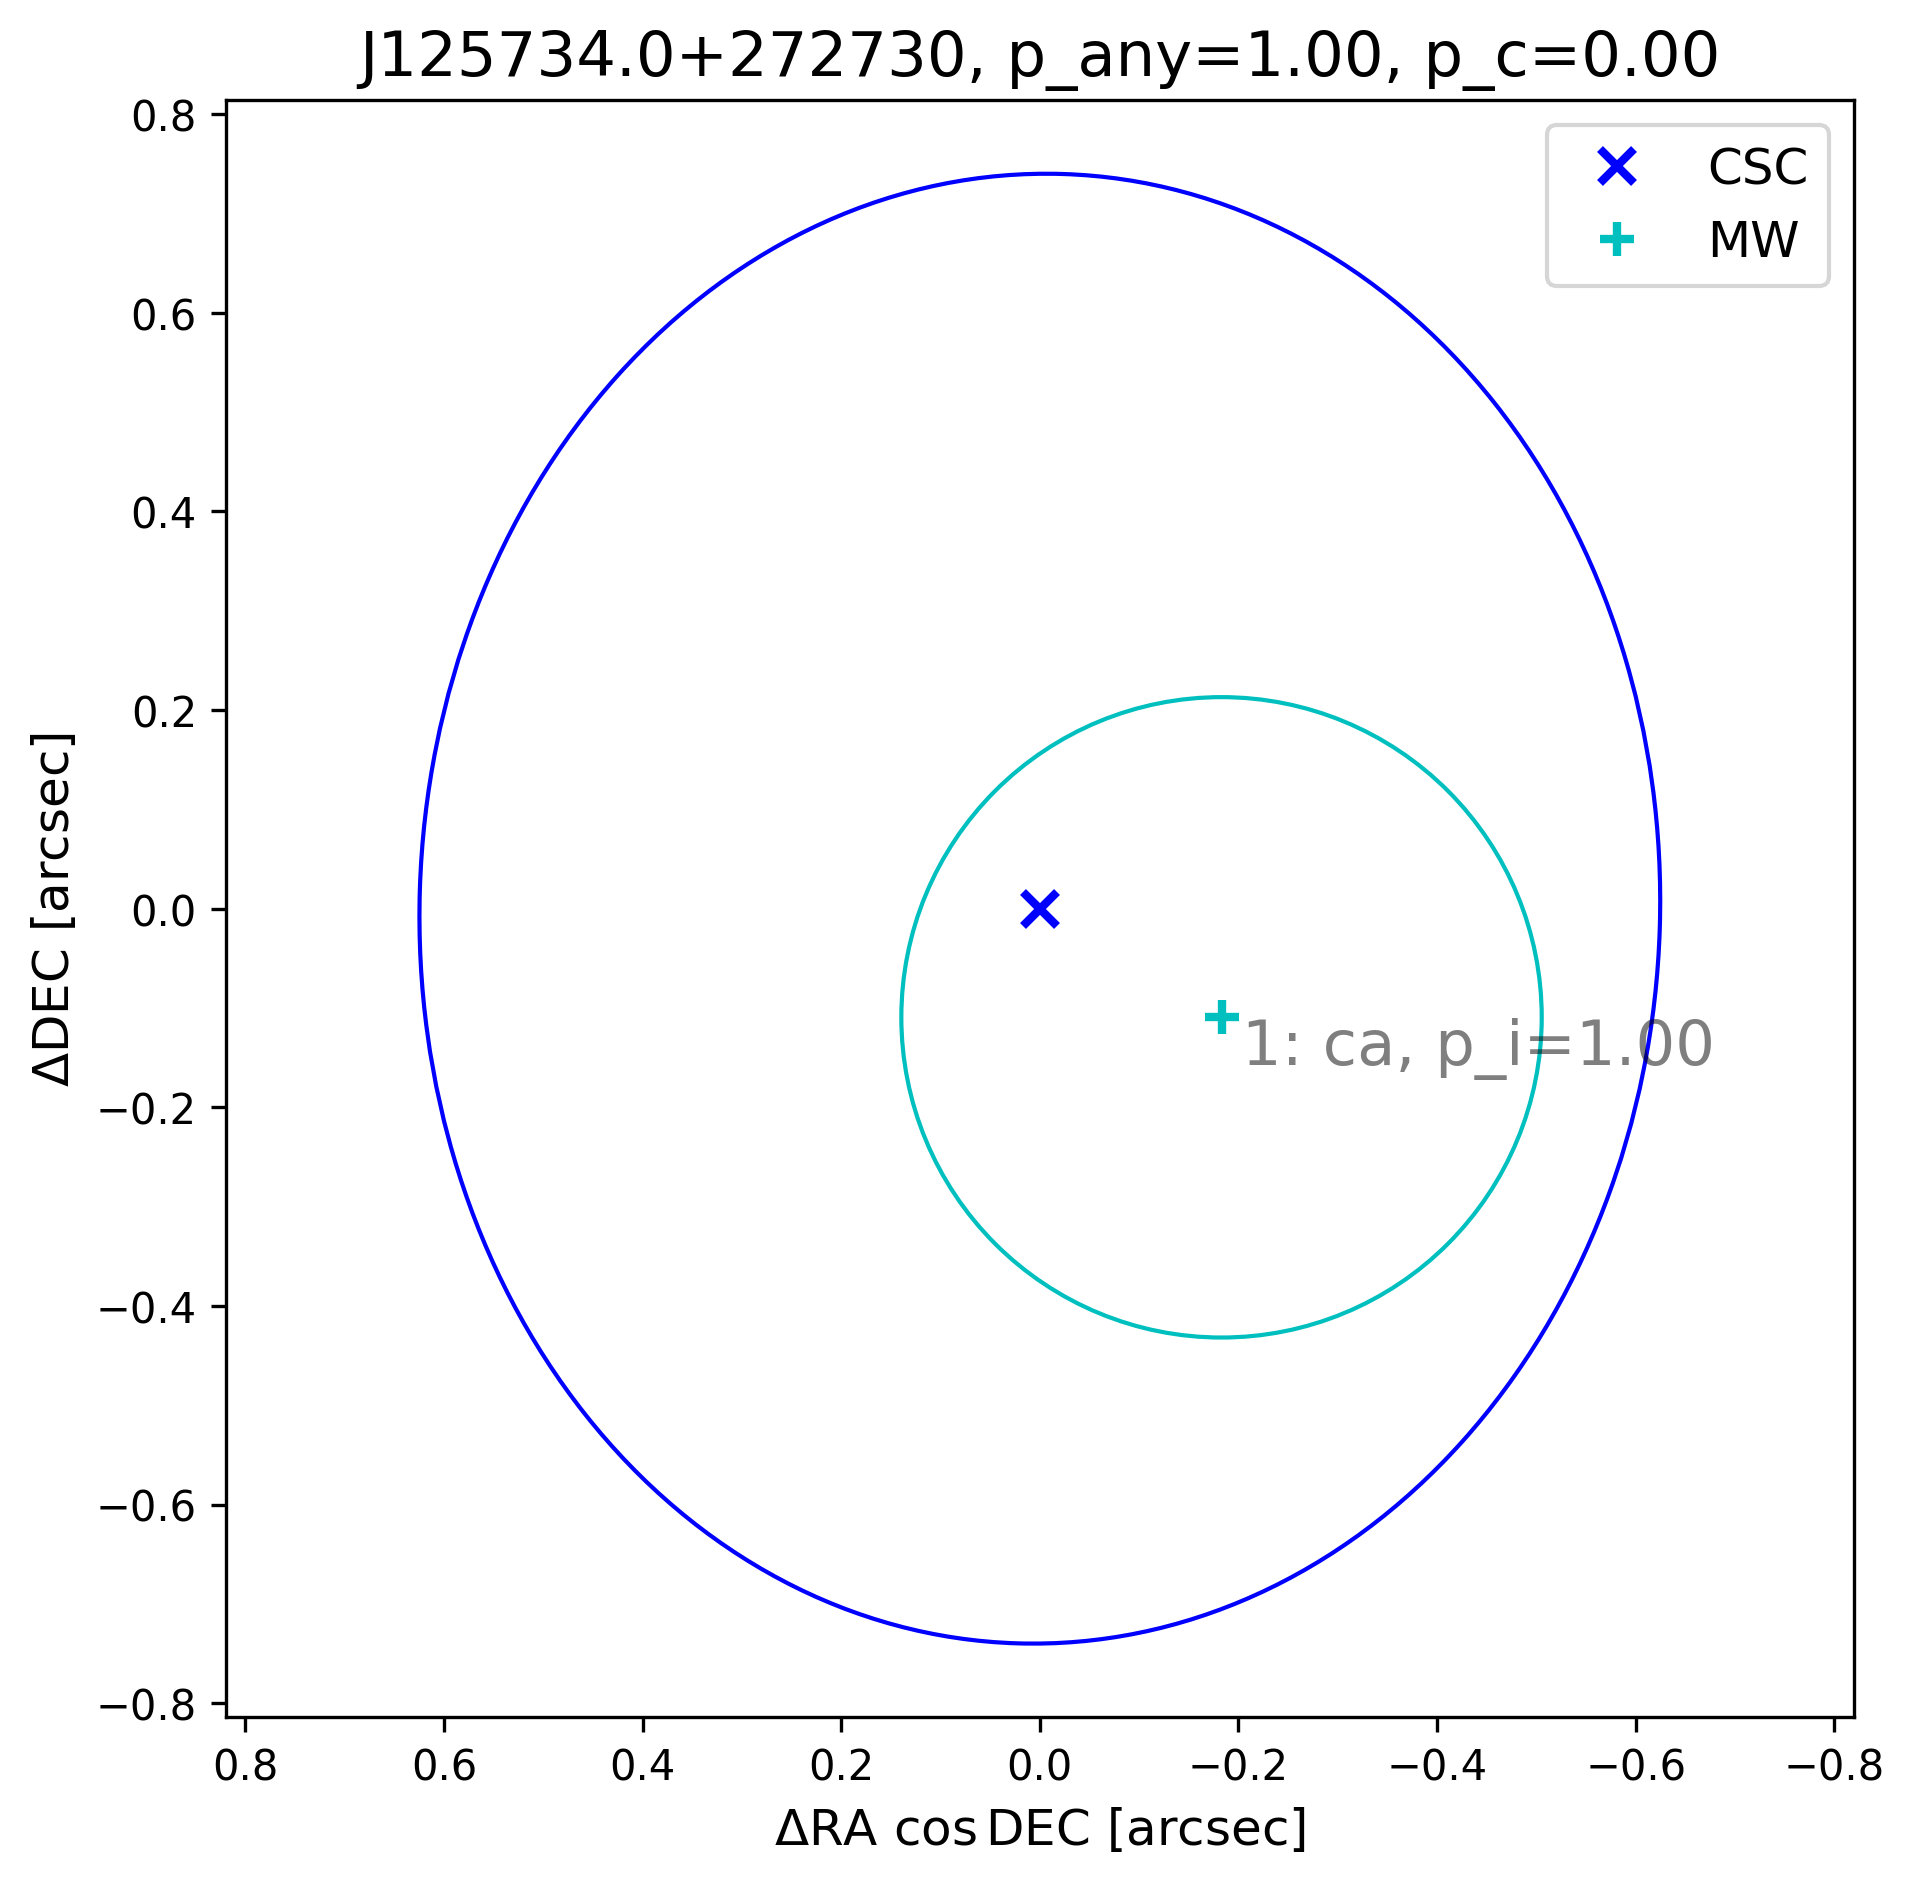 J125734.0+272730, p_any=1.00, p_c=0.00
CSC
MW
0.8
0.6
0.4
0.2
0.0
−0.2
−0.4
−0.6
−0.8
ΔDEC [arcsec]
1: ca, p_i=1.00
0.8 0.6 0.4 0.2 0.0 −0.2 −0.4 −0.6 −0.8
ΔRA cos DEC [arcsec]